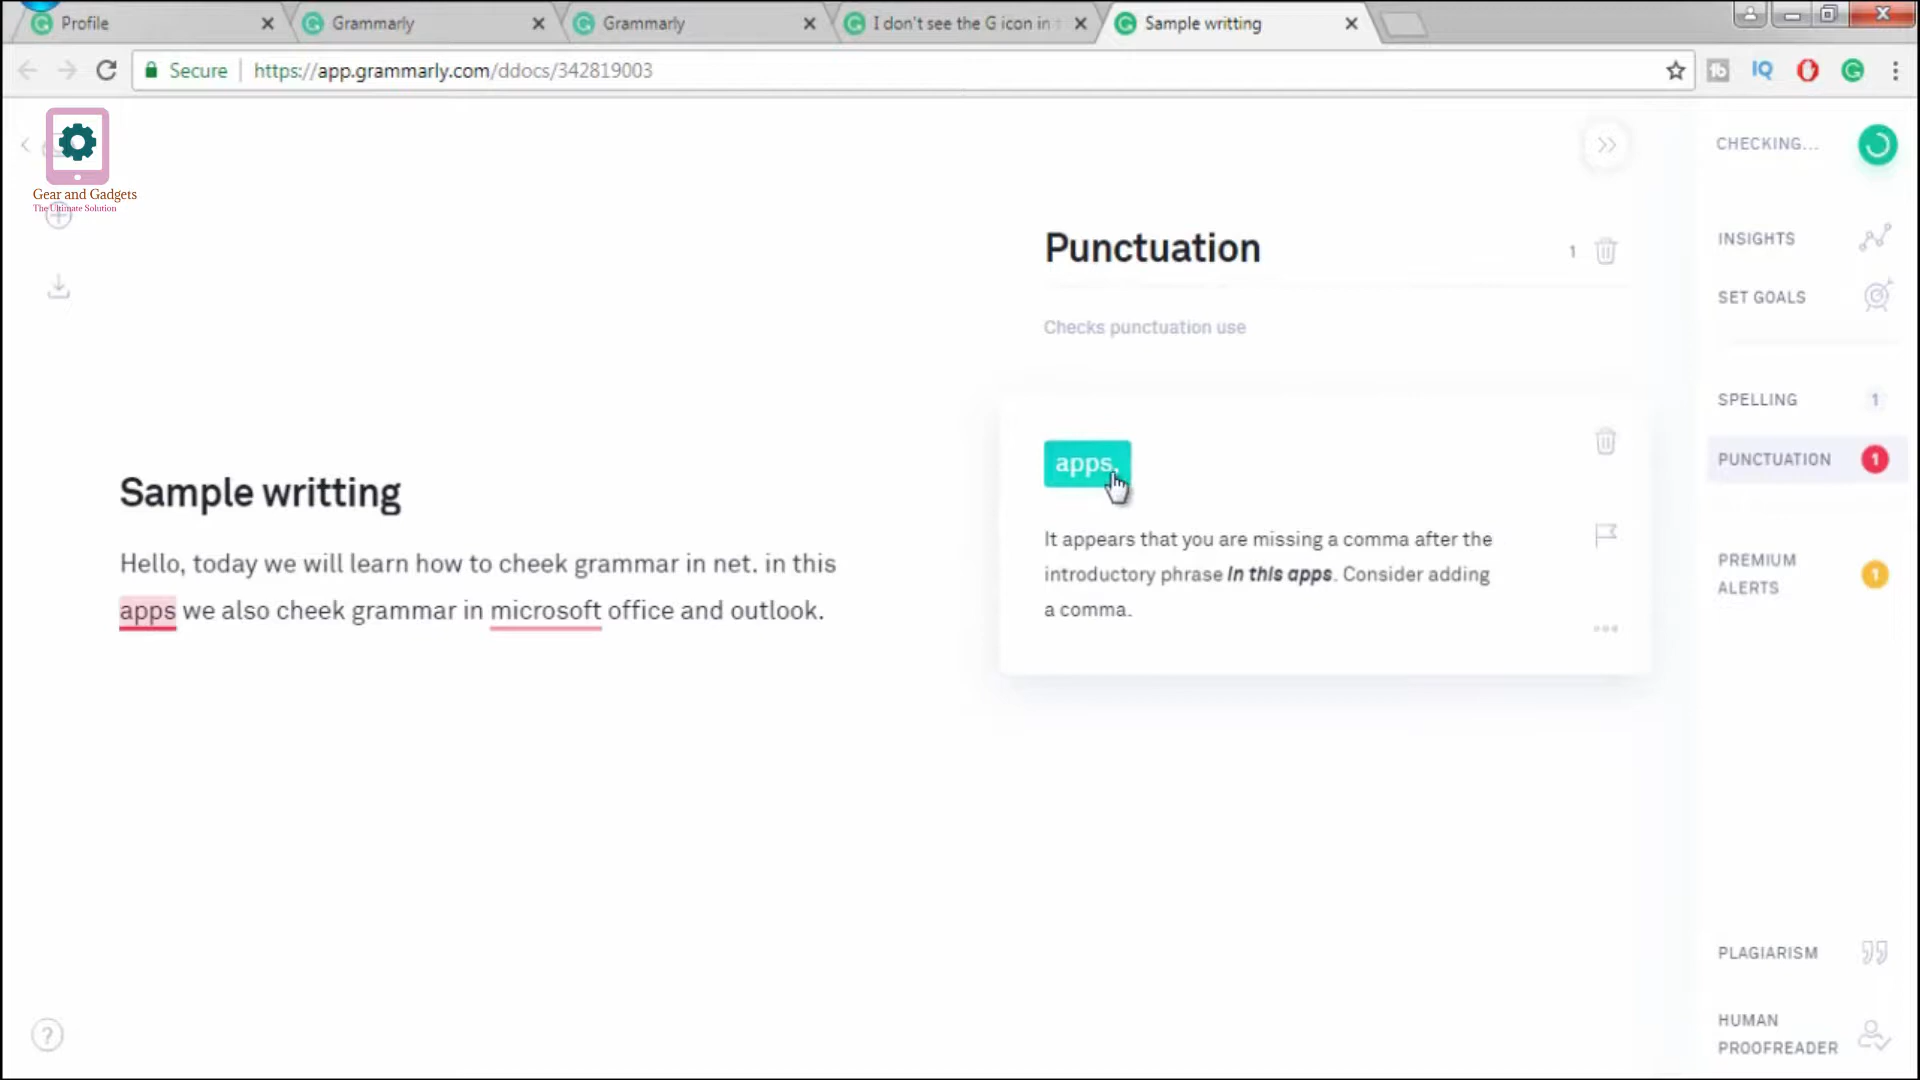 Profile
Grammarly
Grammarly
I don't see the G icon in
Sample writting
Secure
https://app.grammarly.com/ddocs/342819003
Gear and Gadgets
The Ultimate Solution
CHECKING...
Punctuation
1
INSIGHTS
SET GOALS
Checks punctuation use
SPELLING
1
apps,
PUNCTUATION
1
Sample writting
It appears that you are missing a comma after the
introductory phrase In this apps. Consider adding
a comma.
Hello, today we will learn how to cheek grammar in net. in this
apps we also cheek grammar in microsoft office and outlook.
PREMIUM
ALERTS
1
PLAGIARISM
HUMAN
PROOFREADER
?